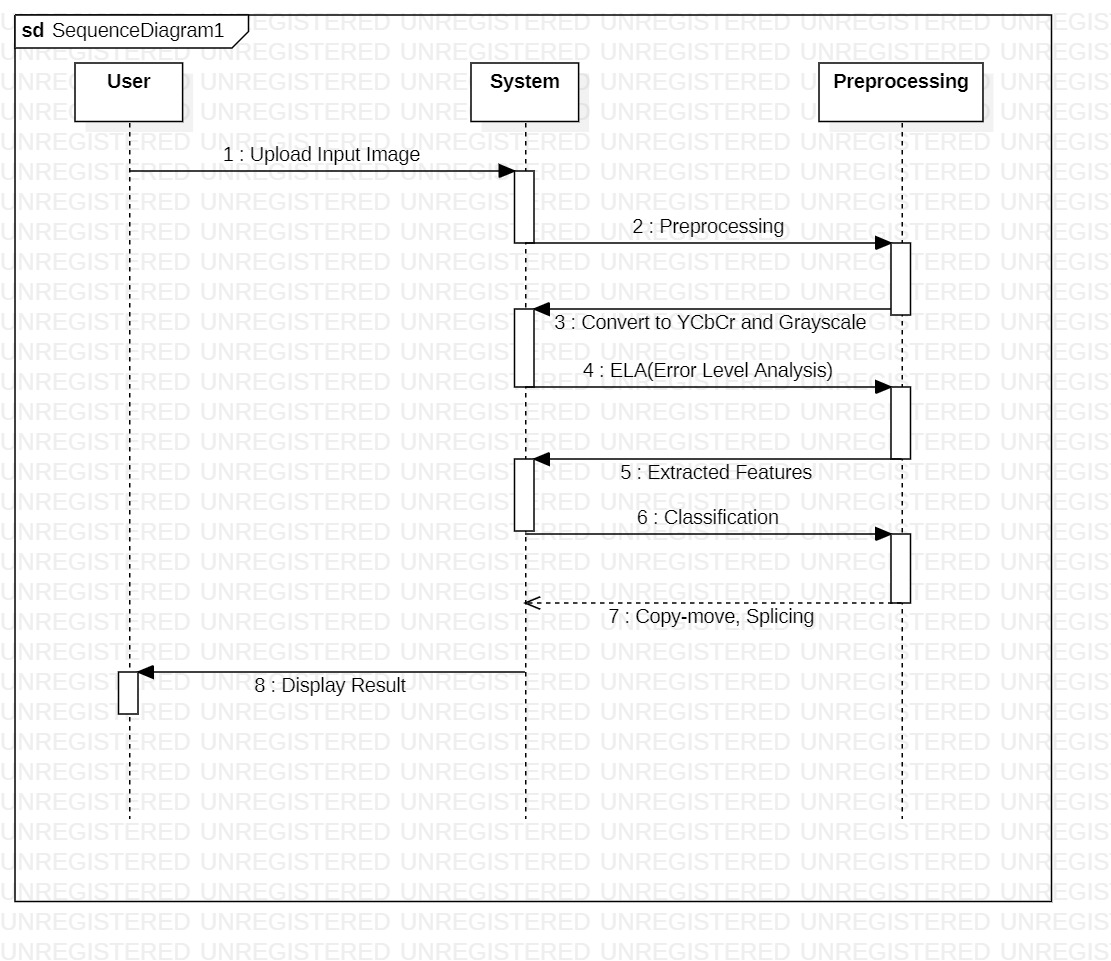 sd SequenceDiagram1
User
System
Preprocessing
1 : Upload Input Image
2 : Preprocessing
3 : Convert to YCbCr and Grayscale
4 : ELA(Error Level Analysis)
5 : Extracted Features
6 : Classification
7 : Copy-move, Splicing
8 : Display Result
UNREGISTERED